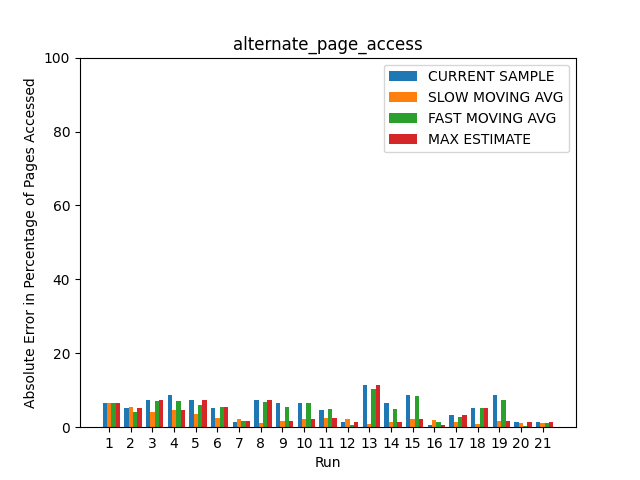 alternate_page_access
Absolute Error in Percentage of Pages Accessed
100
80
60
40
20
0
CURRENT SAMPLE
SLOW MOVING AVG
FAST MOVING AVG
MAX ESTIMATE
1 2 3 4 5 6 7 8 9 10 11 12 13 14 15 16 17 18 19 20 21
Run